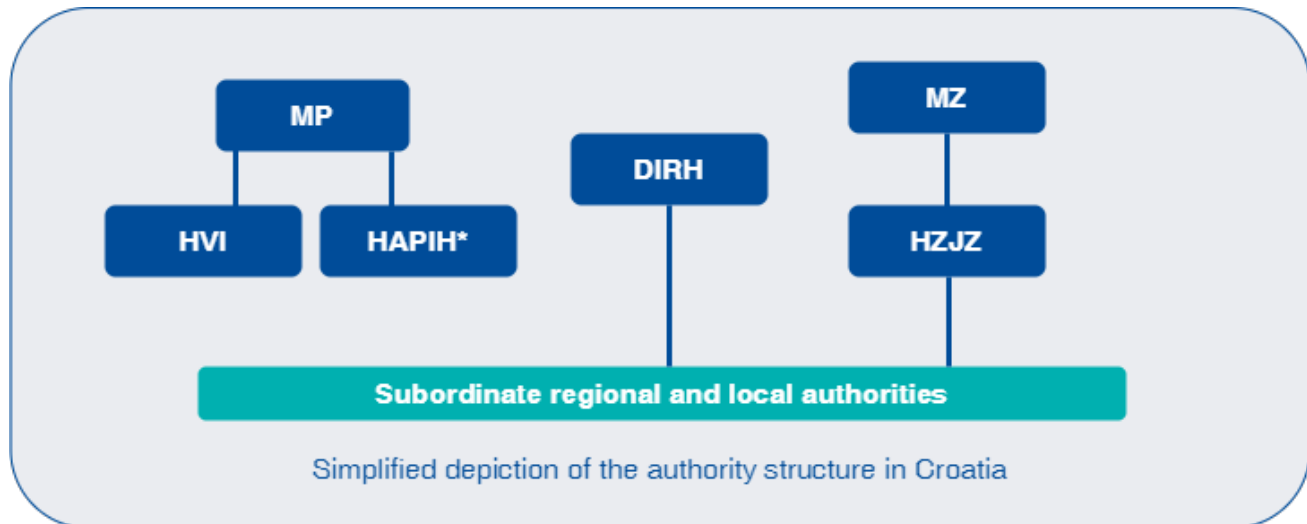 MP
MZ
DIRH
HVI
HAPIH*
HZJZ
Subordinate regional and local authorities
Simplified depiction of the authority structure in Croatia